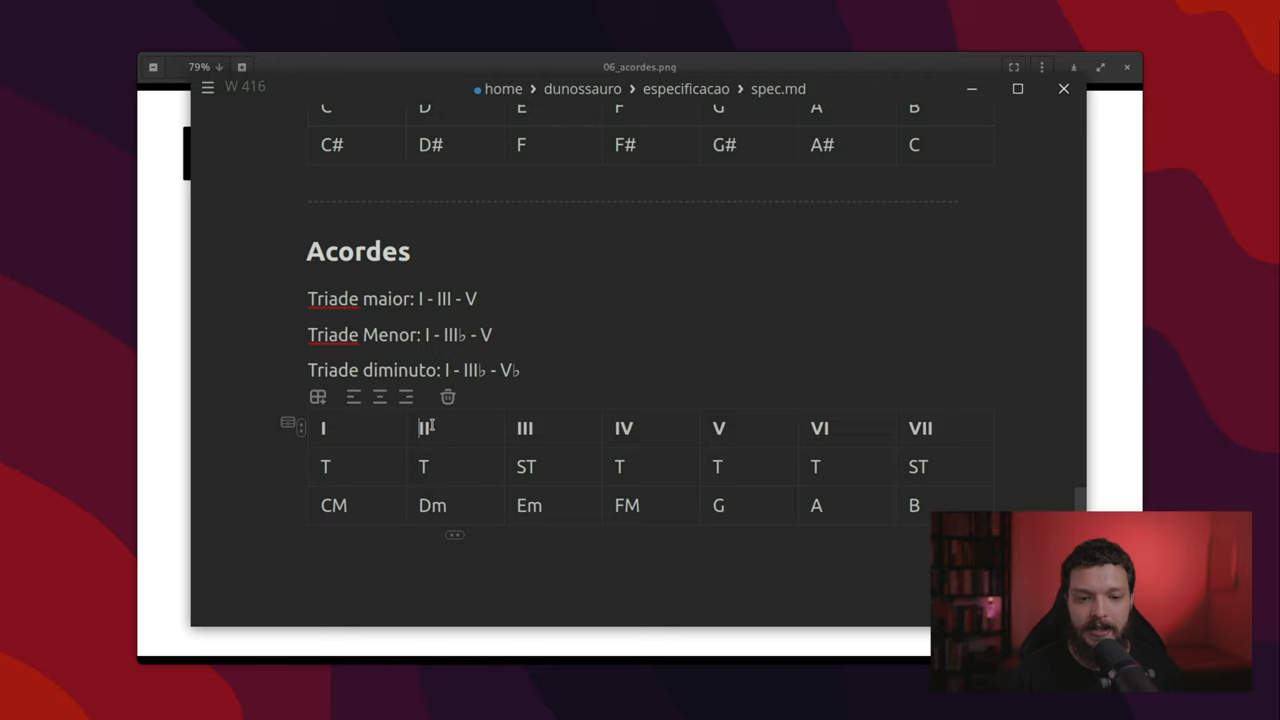 79%
06_acordes.png
W 416
home › dunossauro › especificacao › spec.md
C D E F G A B
C# D# F F# G# A# C
Acordes
Triade maior: I - III - V
Triade Menor: I - III♭ - V
Triade diminuto: I - III♭ - V♭
I II III IV V VI VII
T T ST T T T ST
CM Dm Em FM G A B